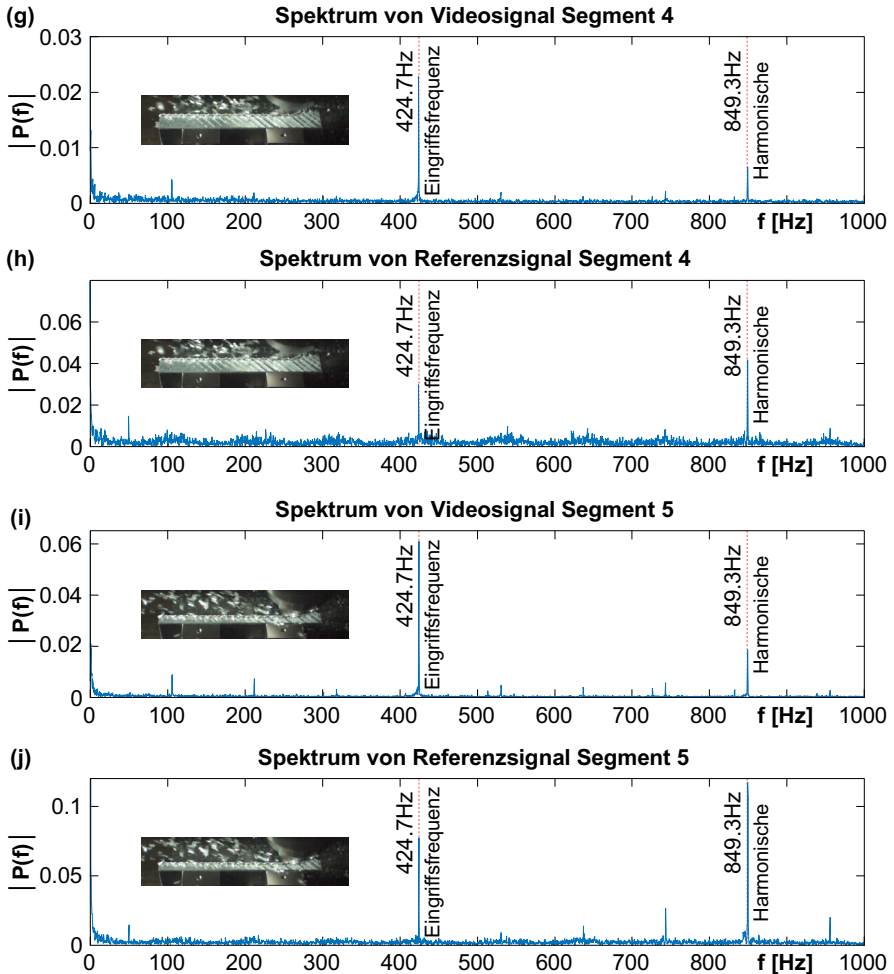 (g) Spektrum von Videosignal Segment 4
|P(f)|
0.03
0.02
0.01
0
424.7Hz
Eingriffsfrequenz
849.3Hz
Harmonische
0 100 200 300 400 500 600 700 800 f [Hz] 1000
(h) Spektrum von Referenzsignal Segment 4
|P(f)|
0.06
0.04
0.02
0
424.7Hz
Eingriffsfrequenz
849.3Hz
Harmonische
0 100 200 300 400 500 600 700 800 f [Hz] 1000
(i) Spektrum von Videosignal Segment 5
|P(f)|
0.06
0.04
0.02
0
424.7Hz
Eingriffsfrequenz
849.3Hz
Harmonische
0 100 200 300 400 500 600 700 800 f [Hz] 1000
(j) Spektrum von Referenzsignal Segment 5
|P(f)|
0.1
0.05
0
424.7Hz
Eingriffsfrequenz
849.3Hz
Harmonische
0 100 200 300 400 500 600 700 800 f [Hz] 1000